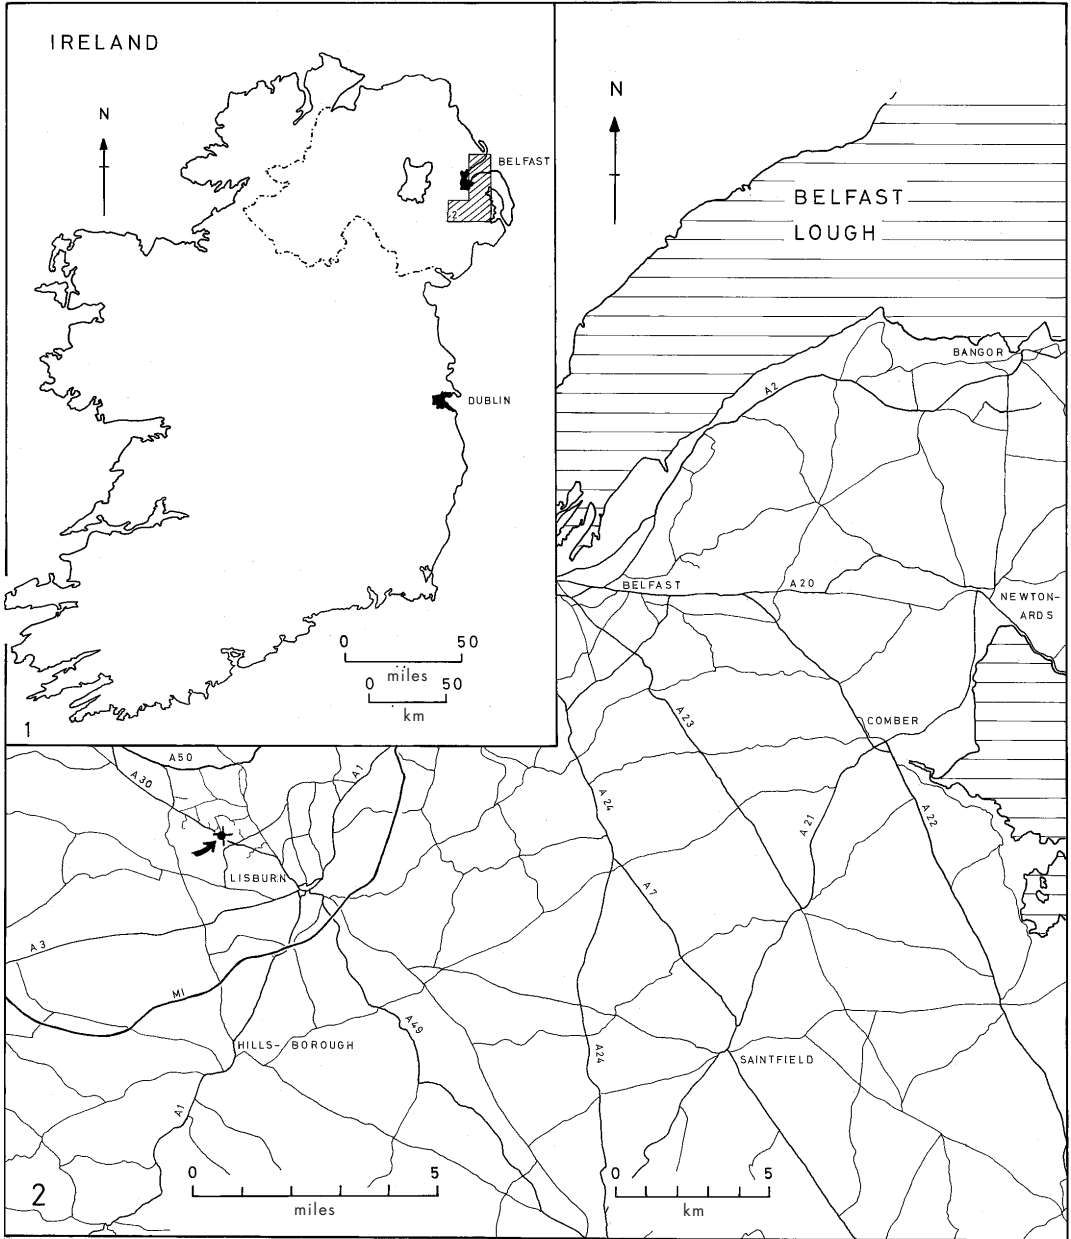 IRELAND
N
BELFAST
2
DUBLIN
0 50
miles
0 50
km
1
N
BELFAST
LOUGH
BANGOR
A2
BELFAST
A20
NEWTON-
ARDS
A23
COMBER
A50
A30
A1
A24
A21
A22
LISBURN
A7
A3
M1
A49
HILLS- BOROUGH
A24
SAINTFIELD
A1
2
0 5
miles
0 5
km